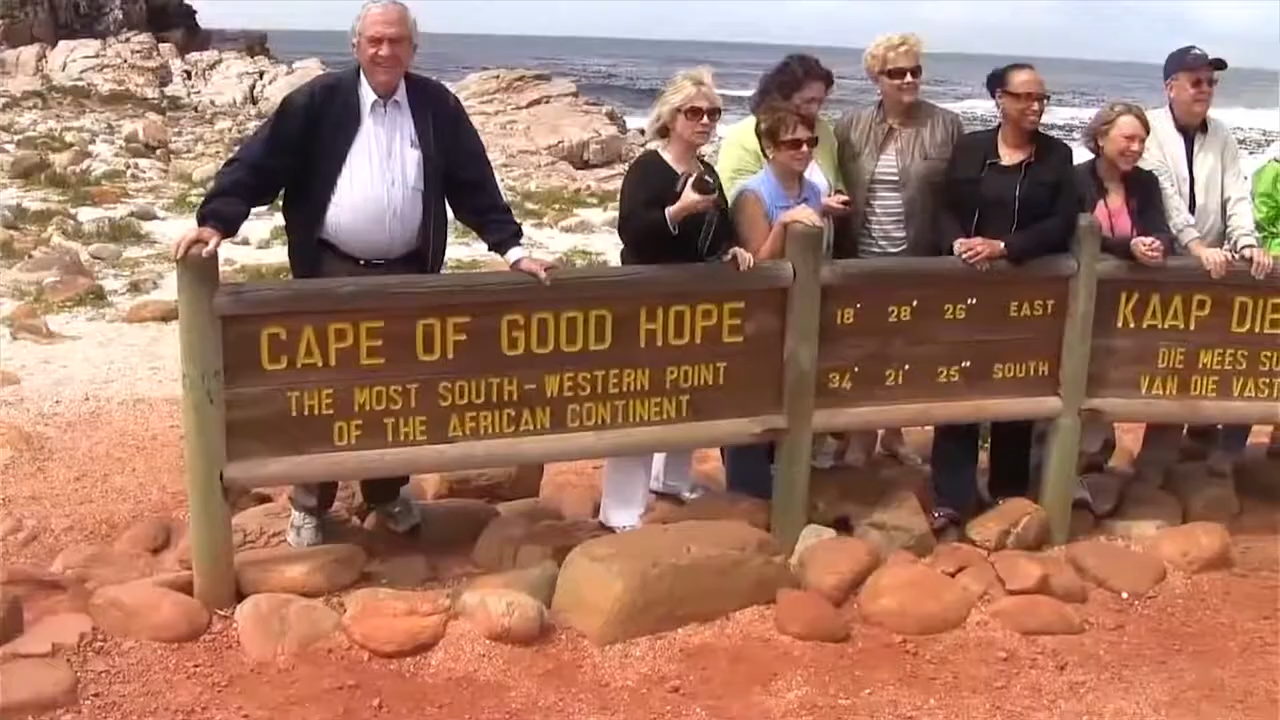 CAPE OF GOOD HOPE
THE MOST SOUTH-WESTERN POINT
OF THE AFRICAN CONTINENT
18° 28' 26" EAST
34° 21' 25" SOUTH
KAAP DIE
DIE MEES
VAN DIE VAST